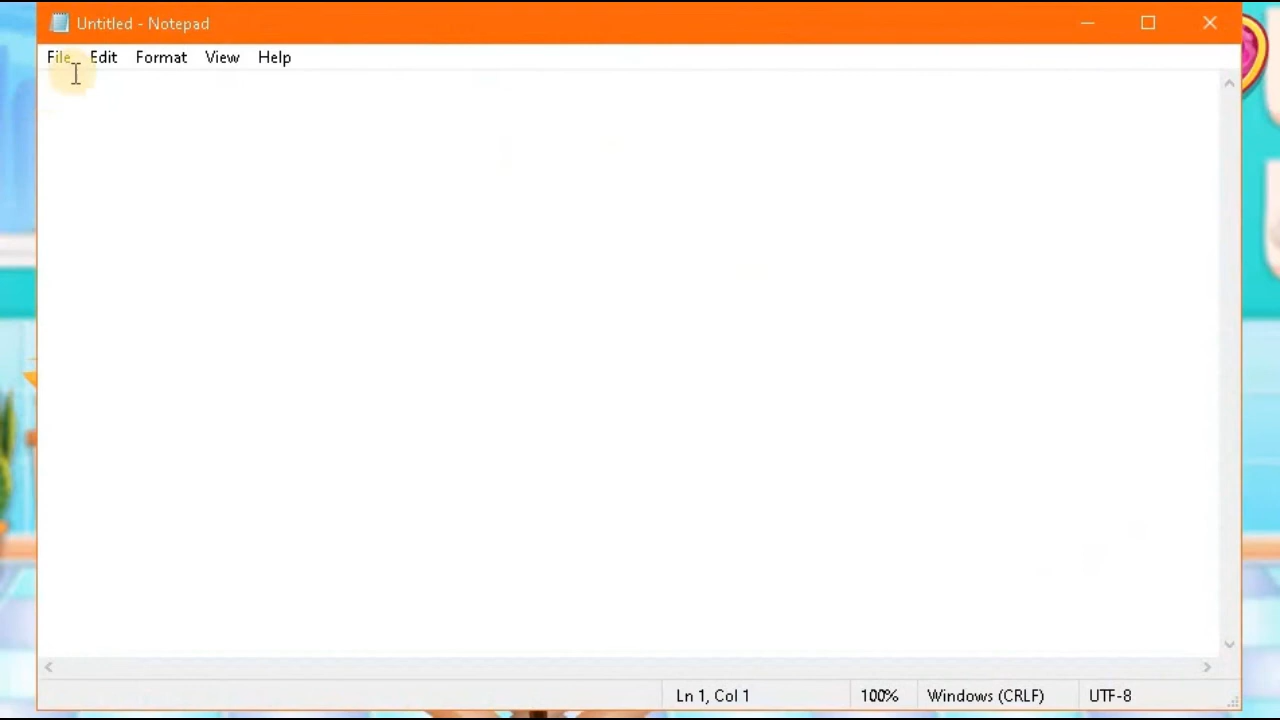 Untitled - Notepad
File Edit Format View Help
Ln 1, Col 1 100% Windows (CRLF) UTF-8